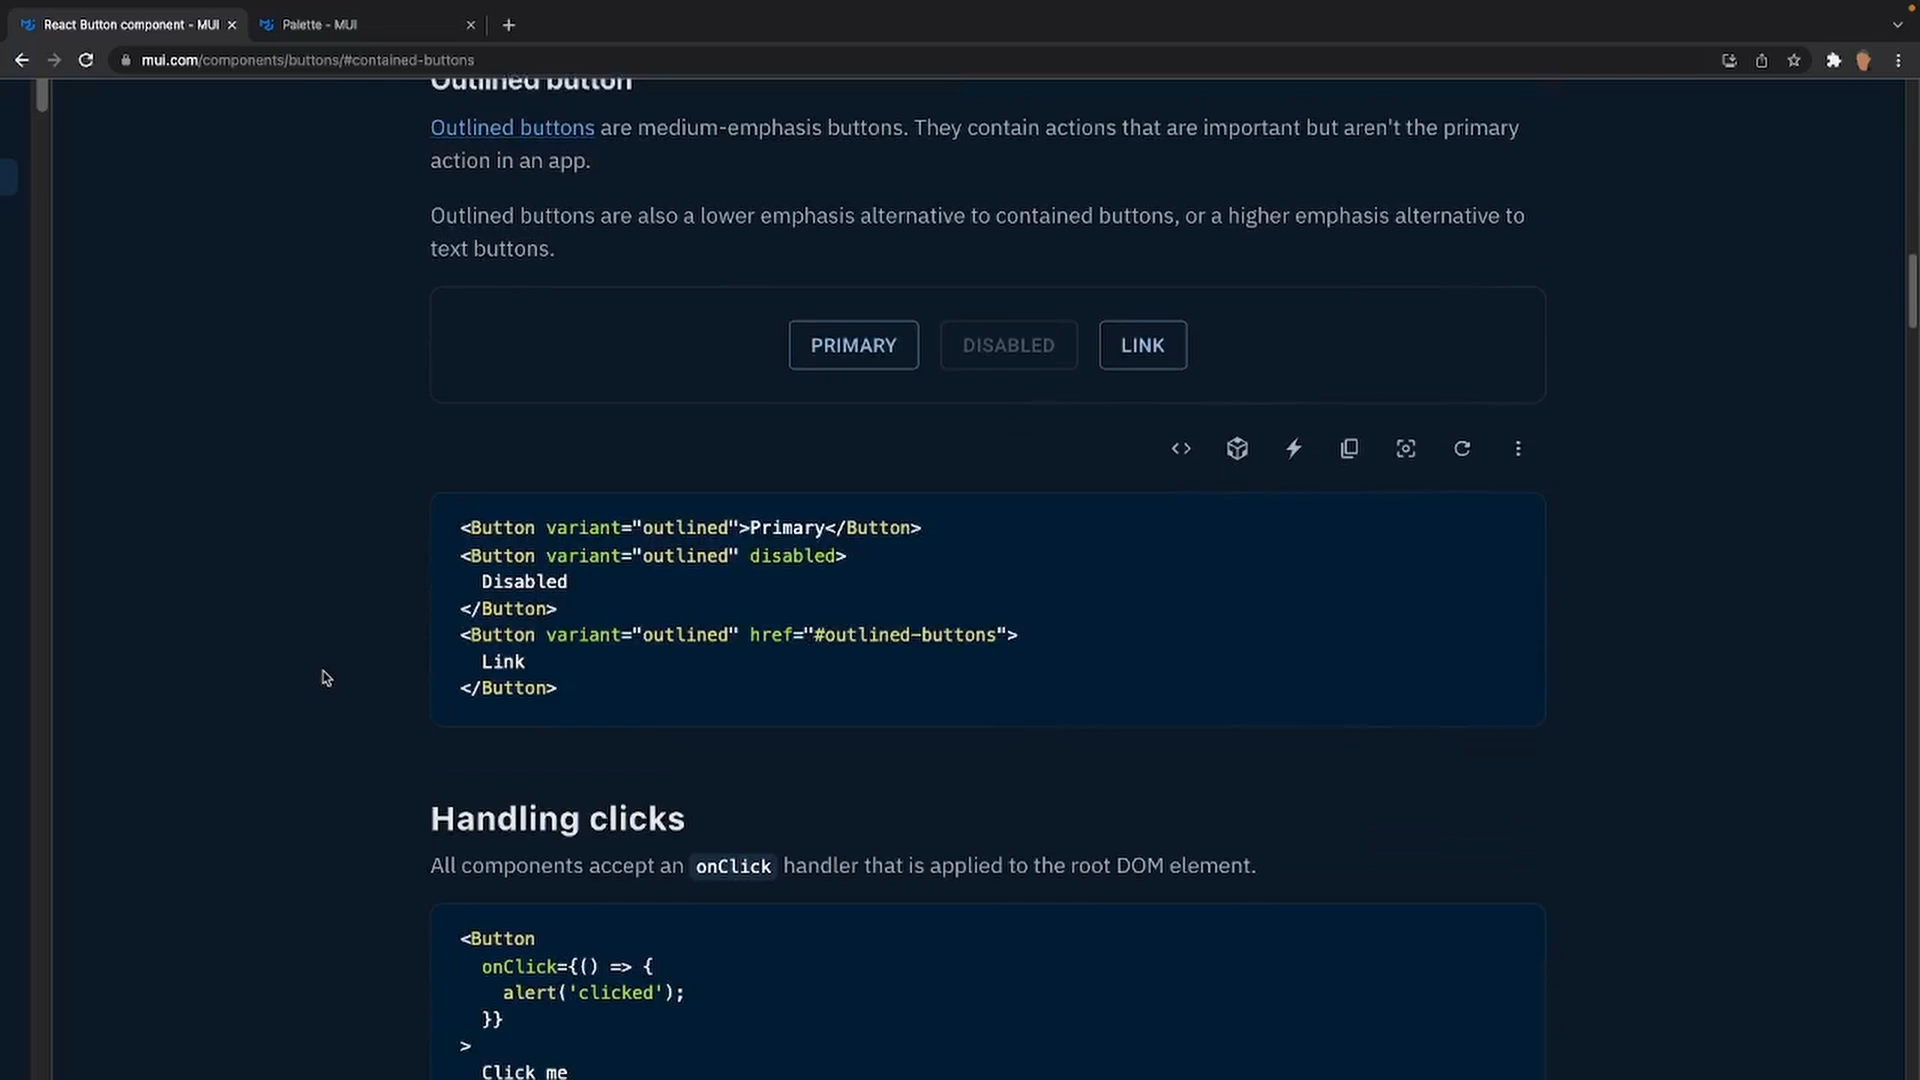 React Button component - MUI
Palette - MUI
mui.com/components/buttons/#contained-buttons
Outlined button
Outlined buttons are medium-emphasis buttons. They contain actions that are important but aren't the primary
action in an app.
Outlined buttons are also a lower emphasis alternative to contained buttons, or a higher emphasis alternative to
text buttons.
PRIMARY DISABLED LINK
<Button variant="outlined">Primary</Button>
<Button variant="outlined" disabled>
Disabled
</Button>
<Button variant="outlined" href="#outlined-buttons">
Link
</Button>
Handling clicks
All components accept an onClick handler that is applied to the root DOM element.
<Button
onClick={() => {
alert('clicked');
}}
>
Click me